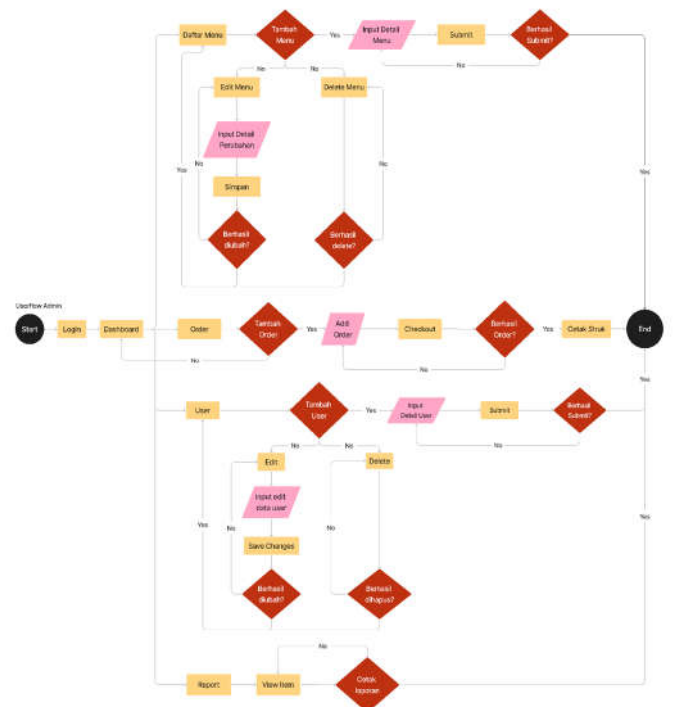 Daftar Menu
Tambah
Menu
Yes
Input Detail
Menu
Submit
Berhasil
Submit?
No
No
No
Edit Menu
Delete Menu
Input Detail
Perubahan
No
Yes
No
Yes
Simpan
Berhasil
diubah?
Berhasil
delete?
Userflow Admin
Start
Login
Dashboard
Order
Tambah
Order
Yes
Add
Order
Checkout
Berhasil
Order?
Yes
Cetak Struk
End
No
No
Yes
User
Tambah
User
Yes
Input
Detail User
Submit
Berhasil
Submit?
No
No
No
Edit
Delete
Input edit
data user
Yes
No
No
Yes
Save Changes
Berhasil
diubah?
Berhasil
dihapus?
No
Report
View Item
Cetak
laporan